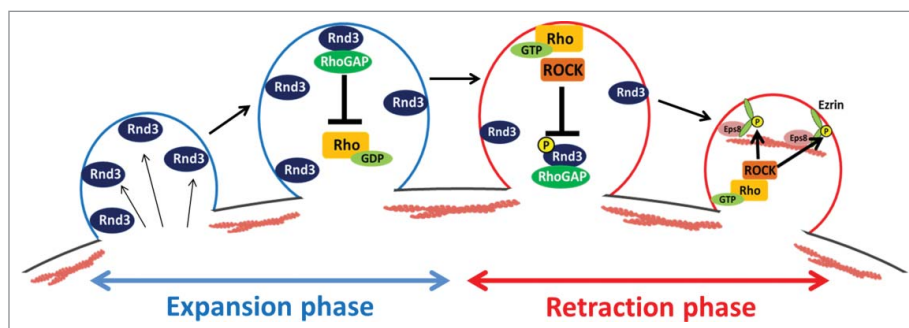 Rnd3
Rnd3
Rnd3
Rnd3
Rnd3
RhoGAP
Rnd3
Rnd3
Rho
GDP
Rnd3
Rho
GTP
ROCK
Rnd3
Rnd3
P
Rnd3
RhoGAP
Ezrin
P
P
Eps8
Eps8
ROCK
Rho
GTP
Expansion phase
Retraction phase